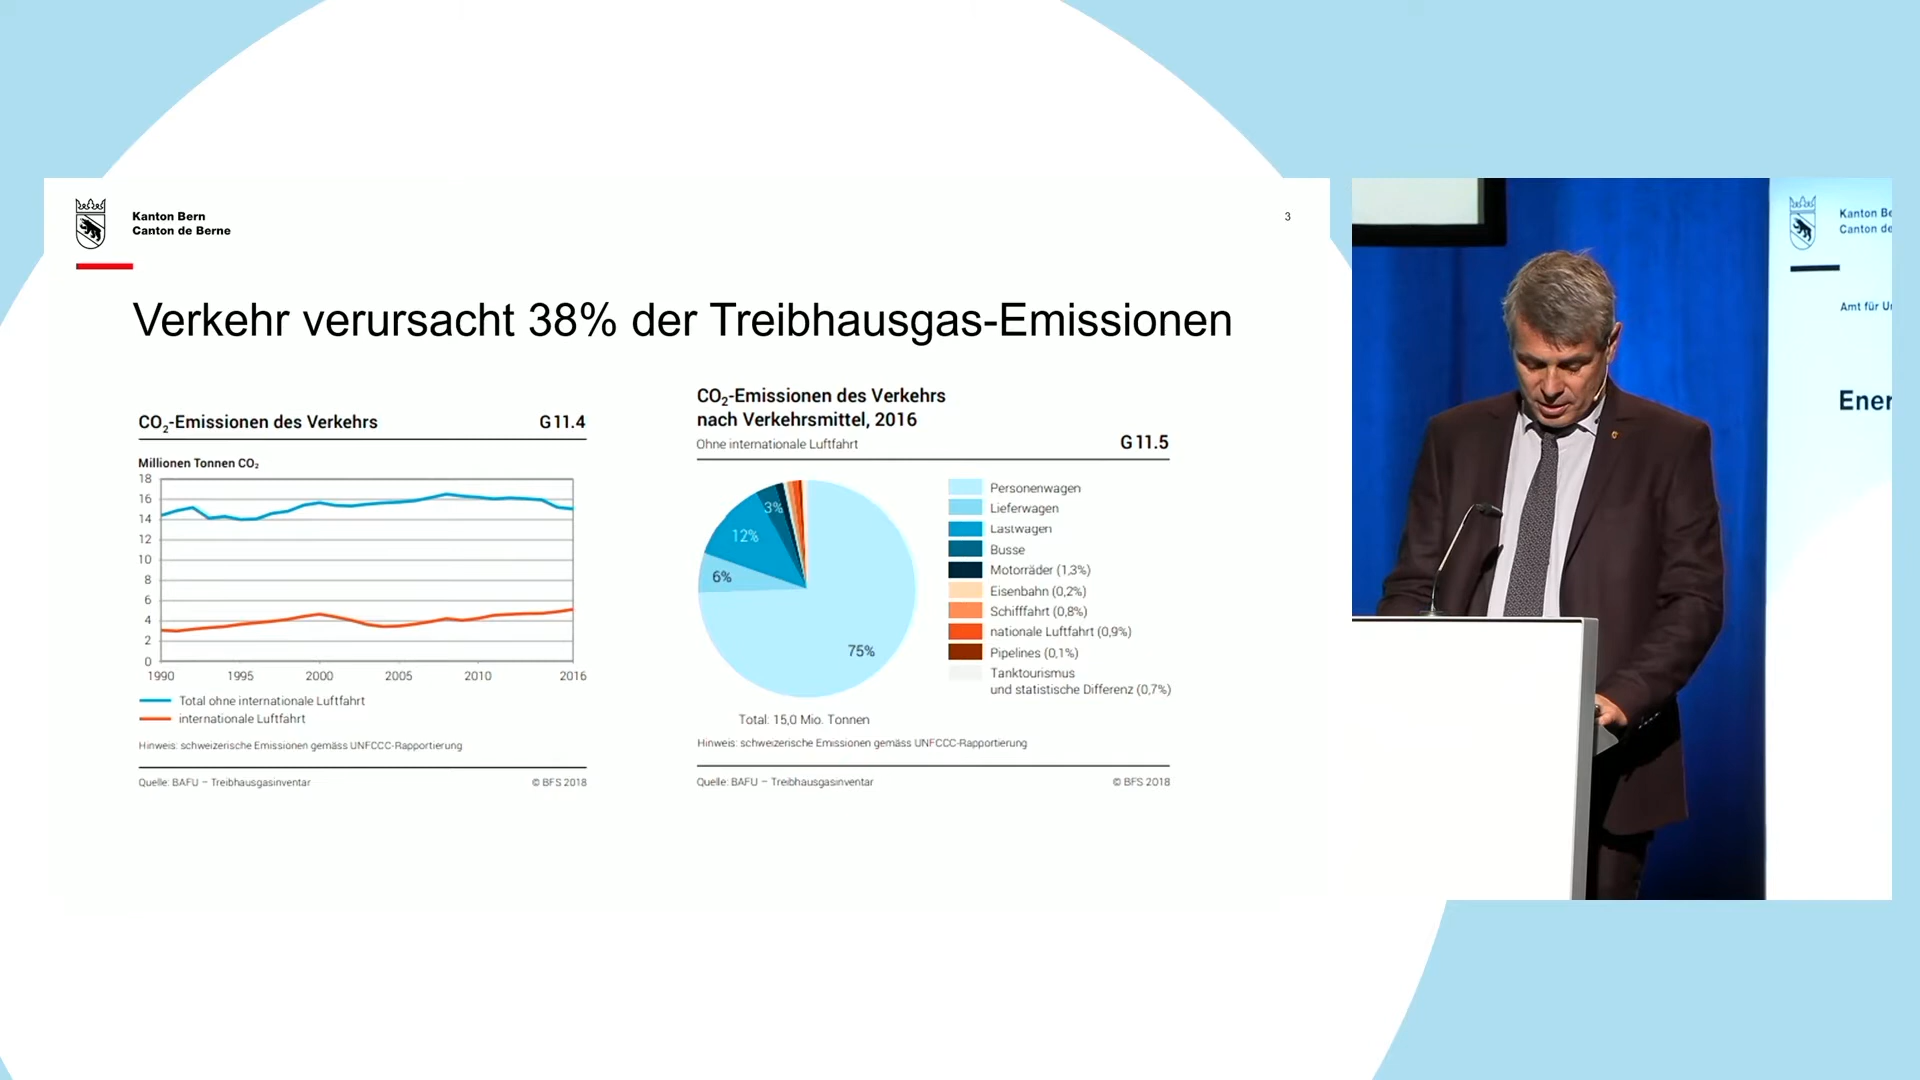 Kanton Bern
Canton de Berne
3
Verkehr verursacht 38% der Treibhausgas-Emissionen
CO₂-Emissionen des Verkehrs G 11.4
Millionen Tonnen CO₂
18
16
14
12
10
8
6
4
2
0
1990 1995 2000 2005 2010 2016
Total ohne internationale Luftfahrt
internationale Luftfahrt
Hinweis: schweizerische Emissionen gemäss UNFCCC-Rapportierung
Quelle: BAFU – Treibhausgasinventar © BFS 2018
CO₂-Emissionen des Verkehrs
nach Verkehrsmittel, 2016
Ohne internationale Luftfahrt G 11.5
3%
12%
6%
75%
Personenwagen
Lieferwagen
Lastwagen
Busse
Motorräder (1,3%)
Eisenbahn (0,2%)
Schifffahrt (0,8%)
nationale Luftfahrt (0,9%)
Pipelines (0,1%)
Tanktourismus
und statistische Differenz (0,7%)
Total: 15,0 Mio. Tonnen
Hinweis: schweizerische Emissionen gemäss UNFCCC-Rapportierung
Quelle: BAFU – Treibhausgasinventar © BFS 2018
Kanton Be
Canton de
Amt für U
Ener